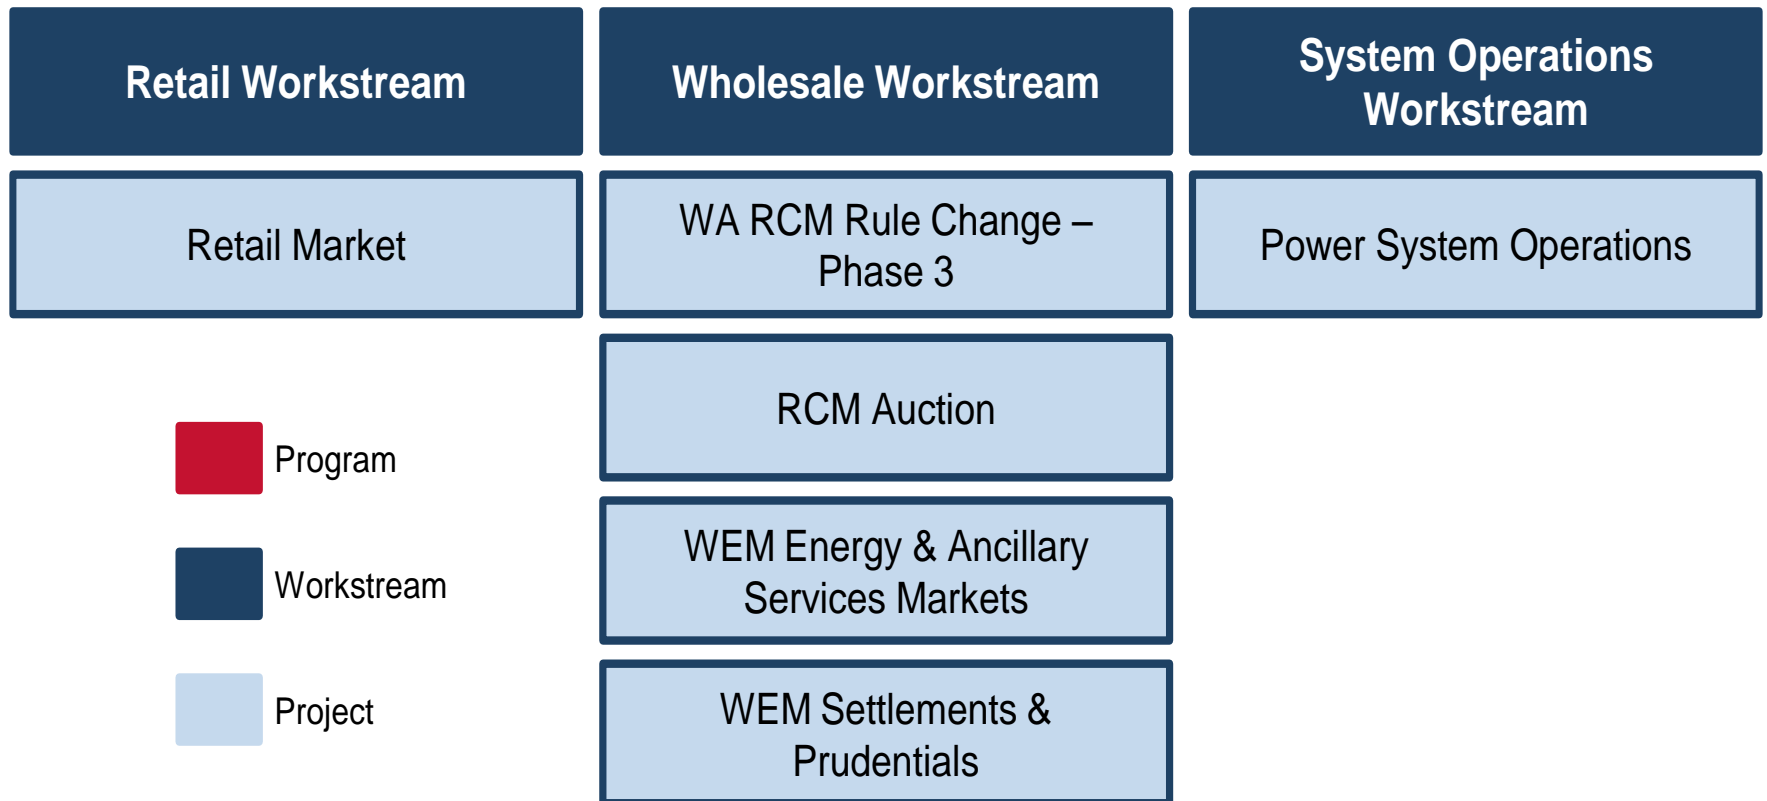 Retail Workstream
Wholesale Workstream
System Operations
Workstream
Retail Market
WA RCM Rule Change –
Phase 3
Power System Operations
RCM Auction
WEM Energy & Ancillary
Services Markets
WEM Settlements &
Prudentials
Program
Workstream
Project